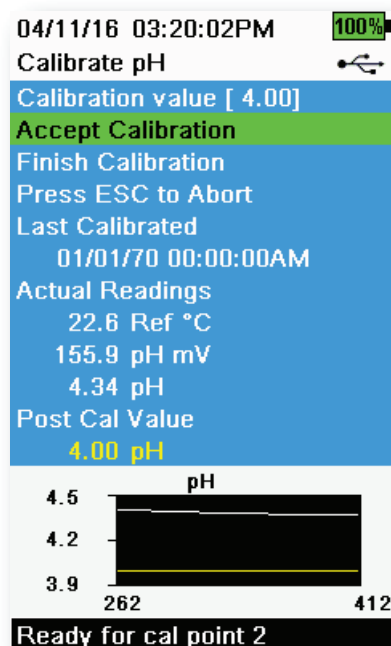 04/11/16 03:20:02PM 100%
Calibrate pH
Calibration value [ 4.00]
Accept Calibration
Finish Calibration
Press ESC to Abort
Last Calibrated
01/01/70 00:00:00AM
Actual Readings
22.6 Ref °C
155.9 pH mV
4.34 pH
Post Cal Value
4.00 pH
pH
4.5
4.2
3.9
262 412
Ready for cal point 2